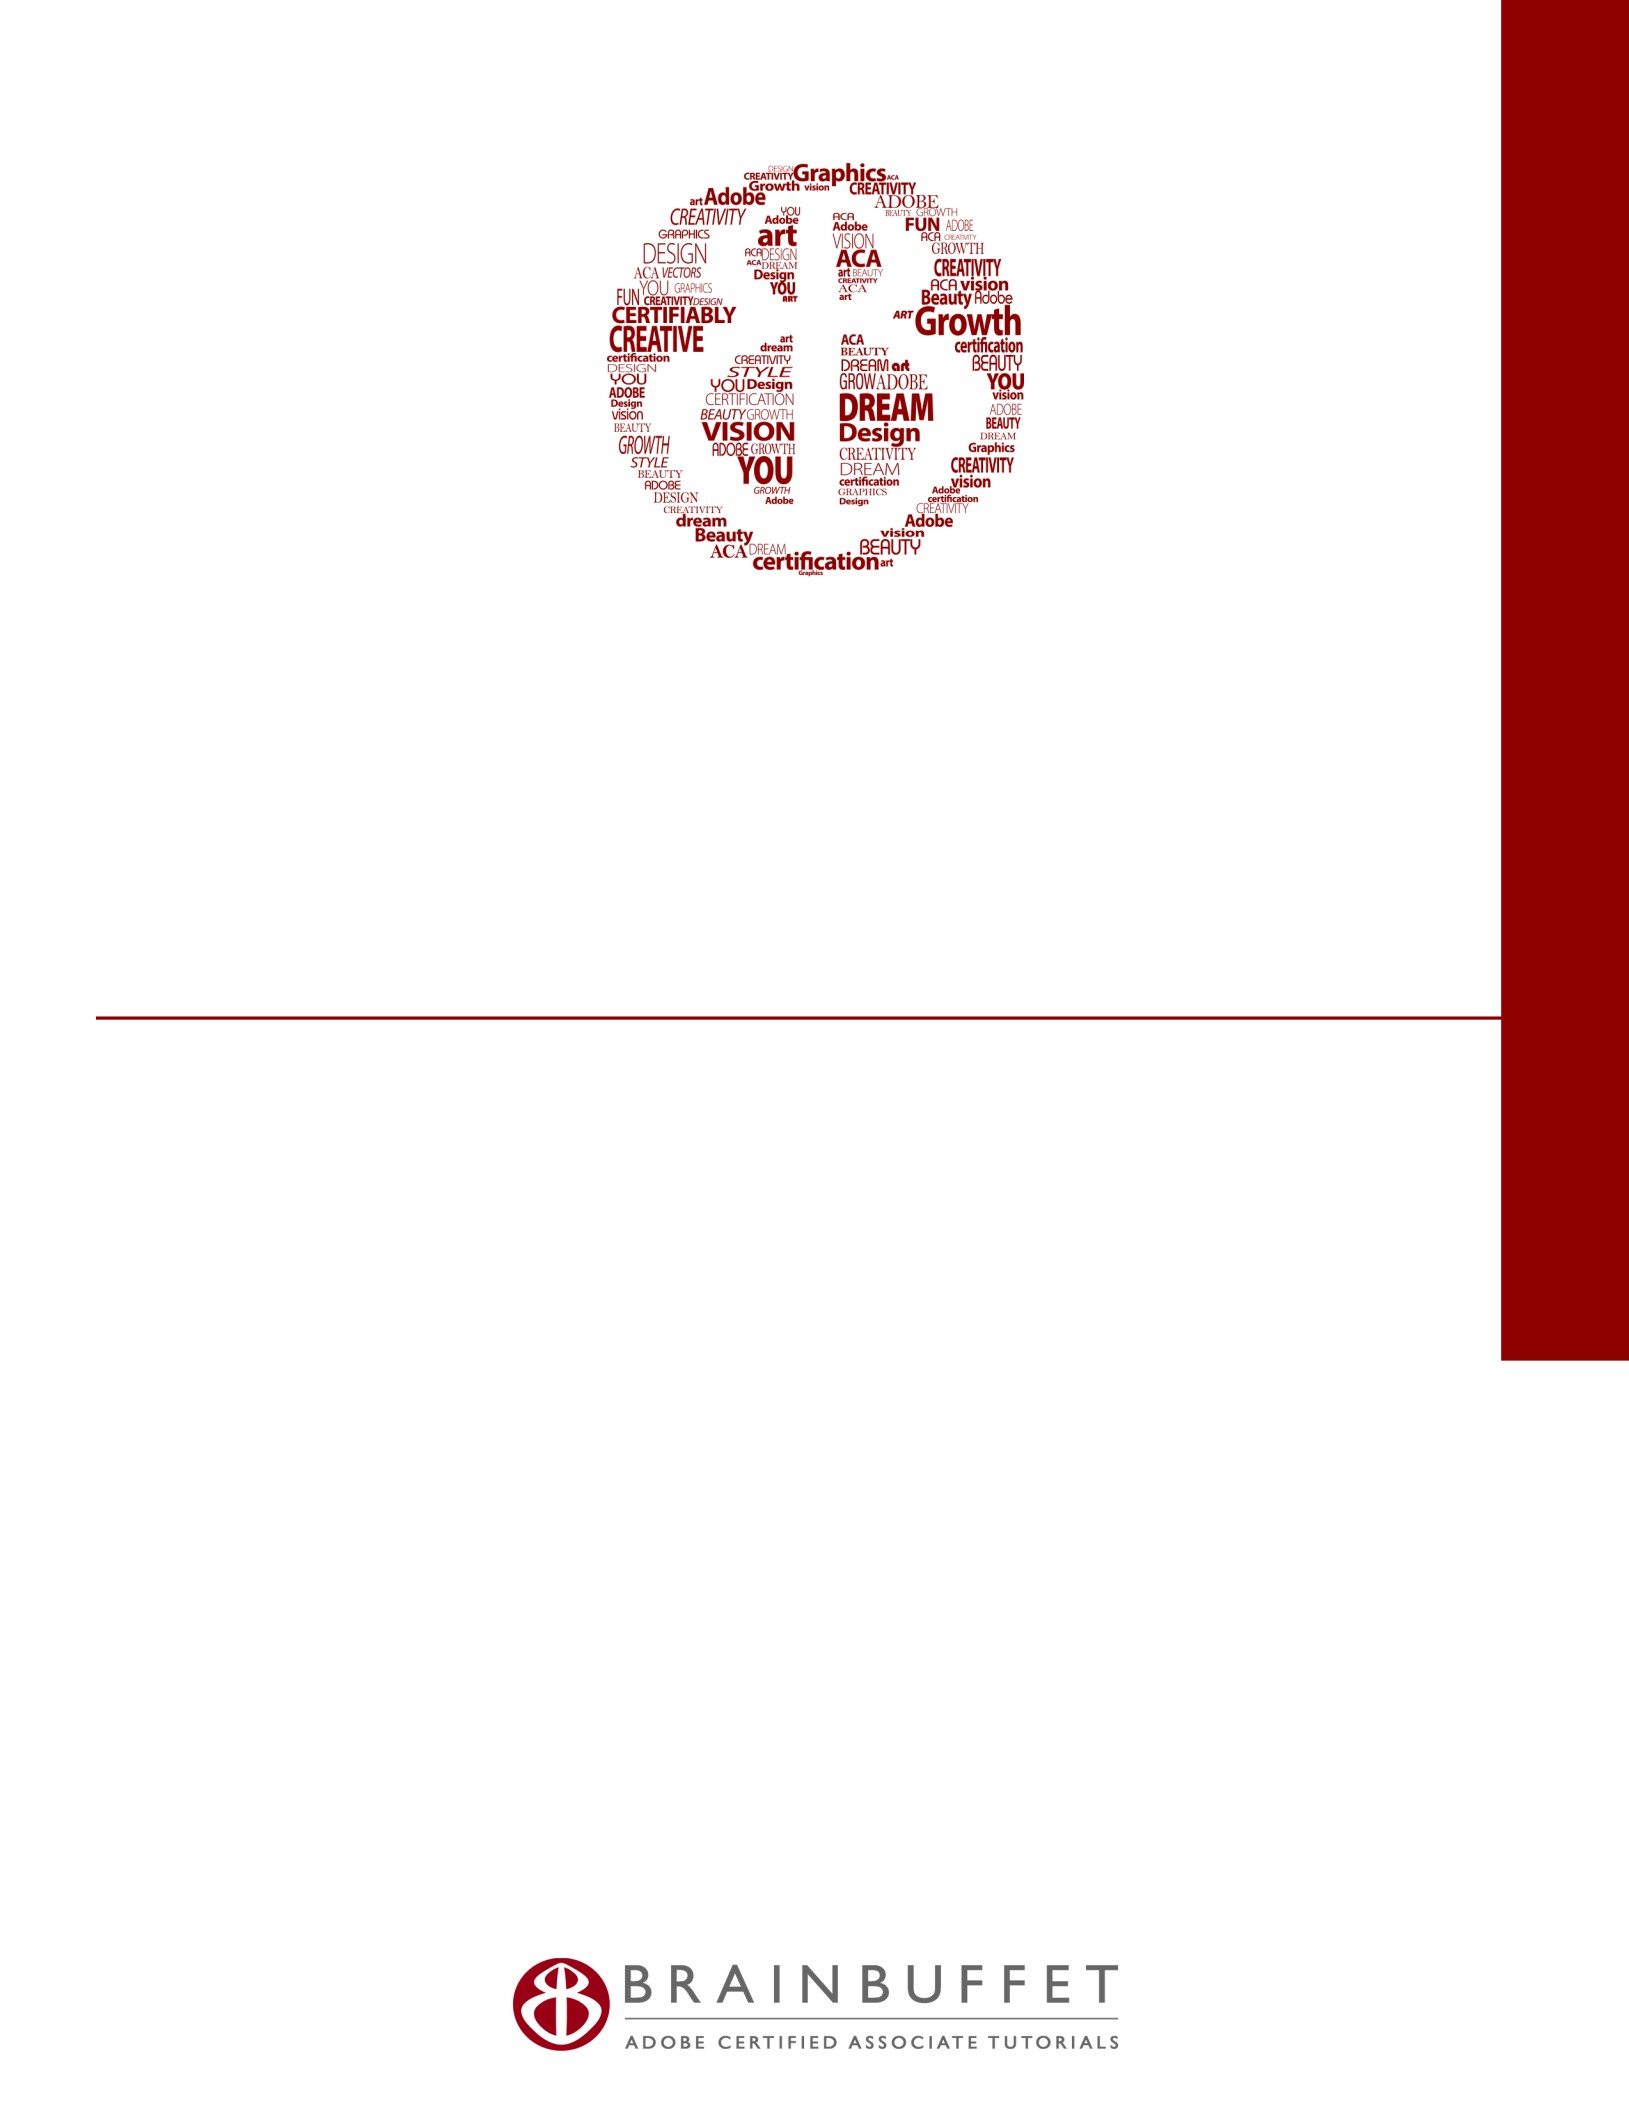 DESIGN
CREATIVITY Graphics ACA
Growth vision CREATIVITY
art Adobe ADOBE
CREATIVITY YOU Adobe ACA BEAUTY GROWTH
GRAPHICS art Adobe FUN ADOBE
DESIGN ACA DESIGN VISION ACA CREATIVITY
ACA VECTORS ACA DREAM ACA GROWTH
YOU GRAPHICS Design art BEAUTY CREATIVITY
FUN CREATIVITY DESIGN YOU CREATIVITY ACA vision
CERTIFIABLY ART ACA Beauty Adobe
CREATIVE art ART Growth
certification art ACA certification
DESIGN dream BEAUTY BEAUTY
YOU CREATIVITY DREAM art YOU
ADOBE STYLE GROW ADOBE vision
Design YOU Design DREAM ADOBE
vision CERTIFICATION Design BEAUTY
BEAUTY BEAUTY GROWTH CREATIVITY DREAM
GROWTH VISION DREAM Graphics
STYLE ADOBE GROWTH certification CREATIVITY
BEAUTY YOU GRAPHICS vision
ADOBE GROWTH Design Adobe
DESIGN Adobe certification
CREATIVITY CREATIVITY
dream Adobe
Beauty vision
ACA DREAM BEAUTY
certification art
Graphics
BRAINBUFFET
ADOBE CERTIFIED ASSOCIATE TUTORIALS